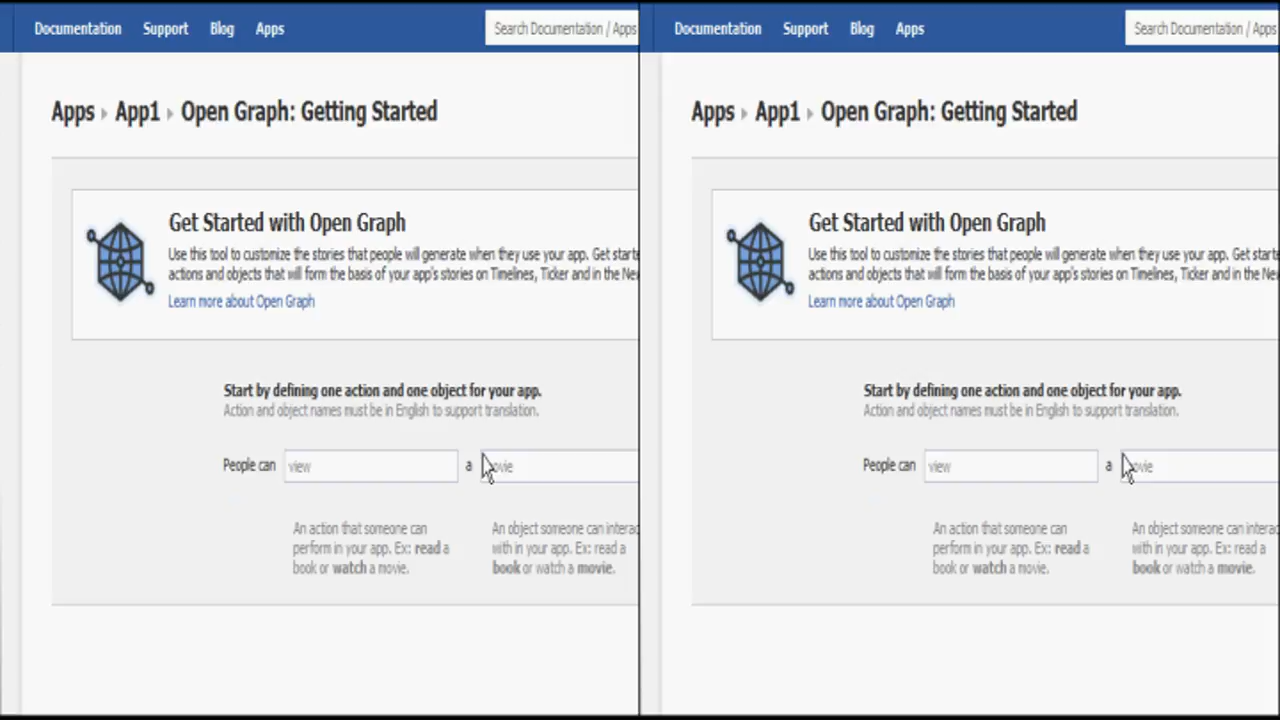 Documentation Support Blog Apps Search Documentation / Apps
Apps App1 Open Graph: Getting Started
Get Started with Open Graph
Use this tool to customize the stories that people will generate when they use your app. Get
actions and objects that will form the basis of your app's stories on Timelines, Ticker and in the
Learn more about Open Graph
Start by defining one action and one object for your app.
Action and object names must be in English to support translation.
People can view a
An action that someone can
perform in your app. Ex: read a
book or watch a movie.
An object someone can
with in your app. Ex: read a
book or watch a movie.
Documentation Support Blog Apps Search Documentation / Apps
Apps App1 Open Graph: Getting Started
Get Started with Open Graph
Use this tool to customize the stories that people will generate when they use your app. Get
actions and objects that will form the basis of your app's stories on Timelines, Ticker and in the
Learn more about Open Graph
Start by defining one action and one object for your app.
Action and object names must be in English to support translation.
People can view a
An action that someone can
perform in your app. Ex: read a
book or watch a movie.
An object someone can
with in your app. Ex: read a
book or watch a movie.